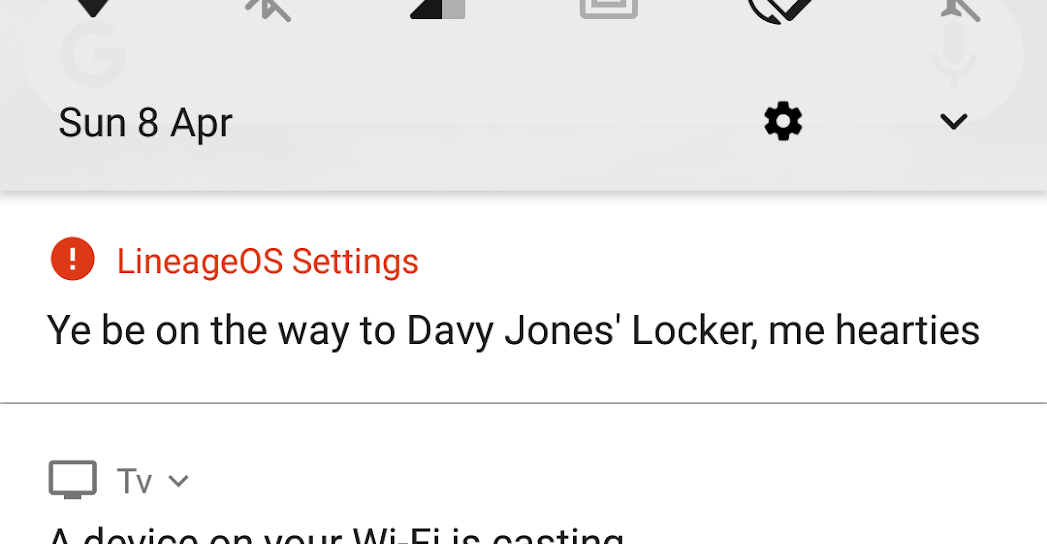 Sun 8 Apr
LineageOS Settings
Ye be on the way to Davy Jones' Locker, me hearties
Tv
A device on your Wi-Fi is casting